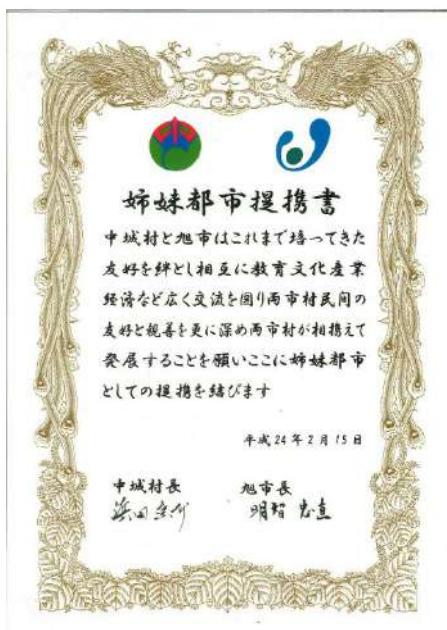 姉妹都市提携書
中城村と旭市はこれまで培ってきた
友好を絆とし相互に教育文化産業
経済など広く交流を図り両市村民間の
友好と親善を更に深め両市村が相携えて
発展することを願いここに姉妹都市
としての提携を結びます
平成24年2月15日
中城村長 旭市長
浜田 明智 忠直